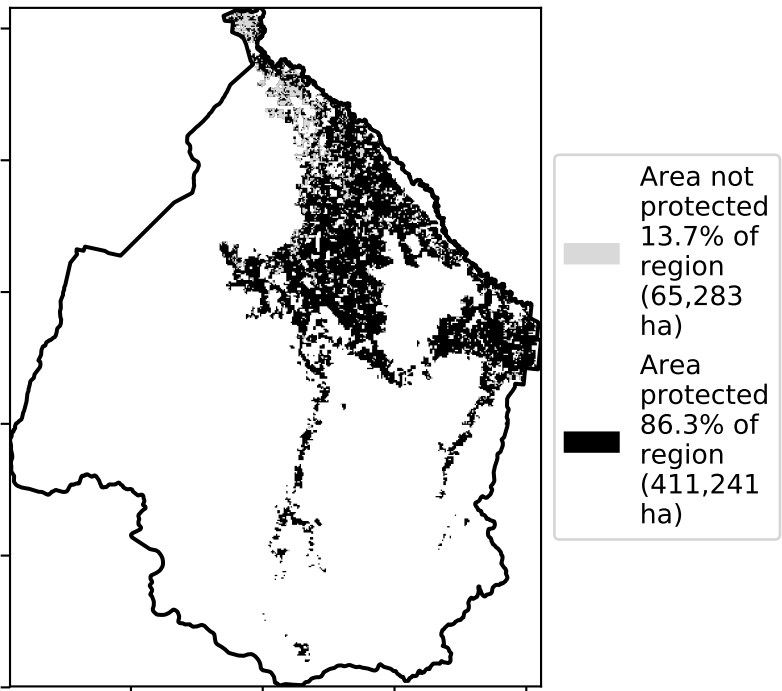 Area not
protected
13.7% of
region
(65,283
ha)
Area
protected
86.3% of
region
(411,241
ha)